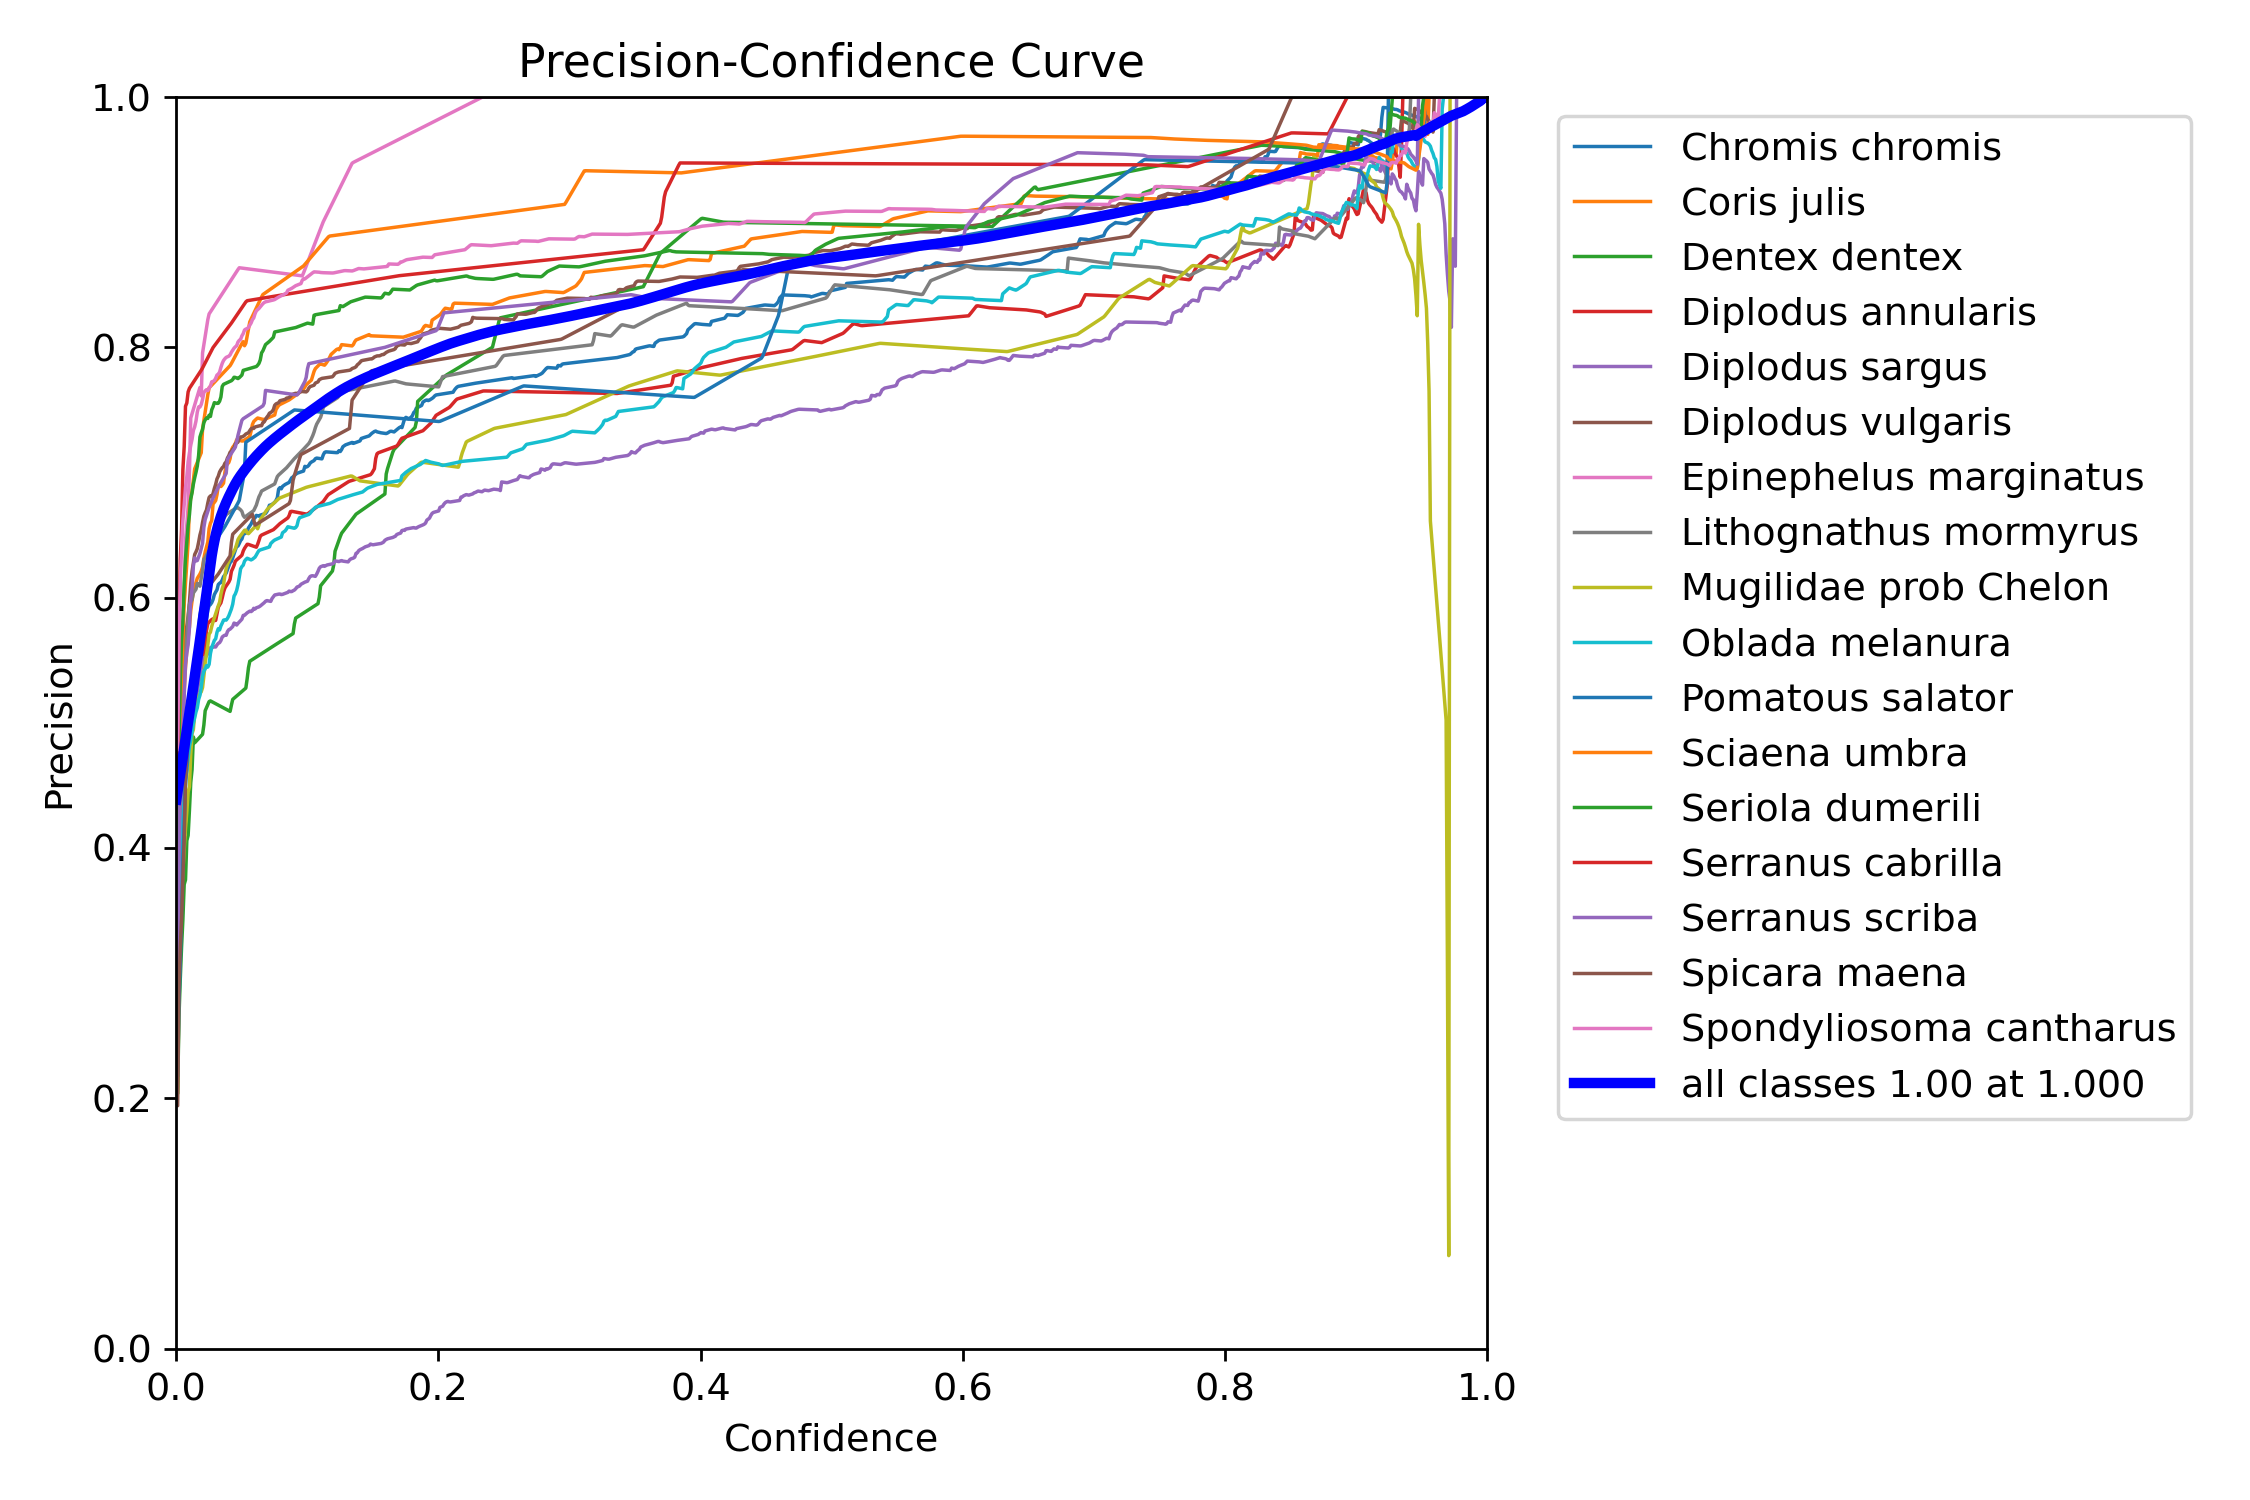 Precision-Confidence Curve
1.0
0.8
0.6
0.4
0.2
0.0
Precision
0.0 0.2 0.4 0.6 0.8 1.0
Confidence
Chromis chromis
Coris julis
Dentex dentex
Diplodus annularis
Diplodus sargus
Diplodus vulgaris
Epinephelus marginatus
Lithognathus mormyrus
Mugilidae prob Chelon
Oblada melanura
Pomatous salator
Sciaena umbra
Seriola dumerili
Serranus cabrilla
Serranus scriba
Spicara maena
Spondyliosoma cantharus
all classes 1.00 at 1.000